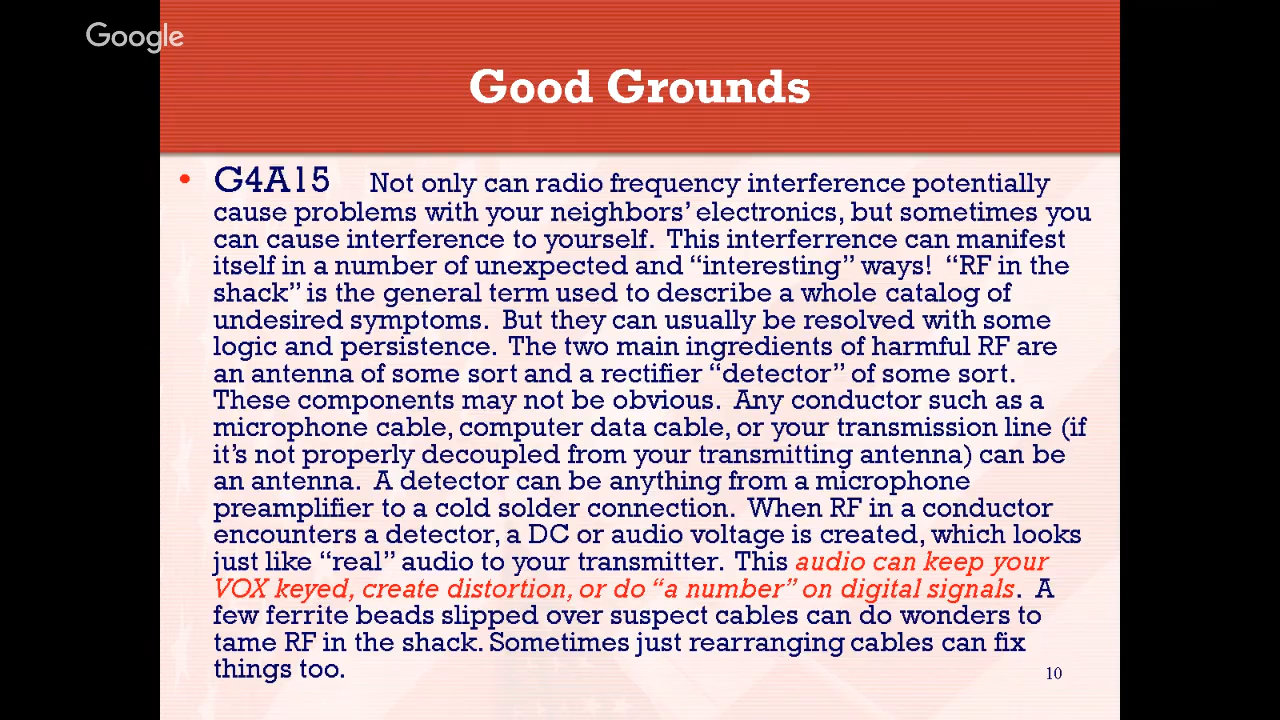 Google
Good Grounds
• G4A15 Not only can radio frequency interference potentially
cause problems with your neighbors’ electronics, but sometimes you
can cause interference to yourself. This interferrence can manifest
itself in a number of unexpected and “interesting” ways! “RF in the
shack” is the general term used to describe a whole catalog of
undesired symptoms. But they can usually be resolved with some
logic and persistence. The two main ingredients of harmful RF are
an antenna of some sort and a rectifier “detector” of some sort.
These components may not be obvious. Any conductor such as a
microphone cable, computer data cable, or your transmission line (if
it’s not properly decoupled from your transmitting antenna) can be
an antenna. A detector can be anything from a microphone
preamplifier to a cold solder connection. When RF in a conductor
encounters a detector, a DC or audio voltage is created, which looks
just like “real” audio to your transmitter. This audio can keep your
VOX keyed, create distortion, or do “a number” on digital signals. A
few ferrite beads slipped over suspect cables can do wonders to
tame RF in the shack. Sometimes just rearranging cables can fix
things too.
10